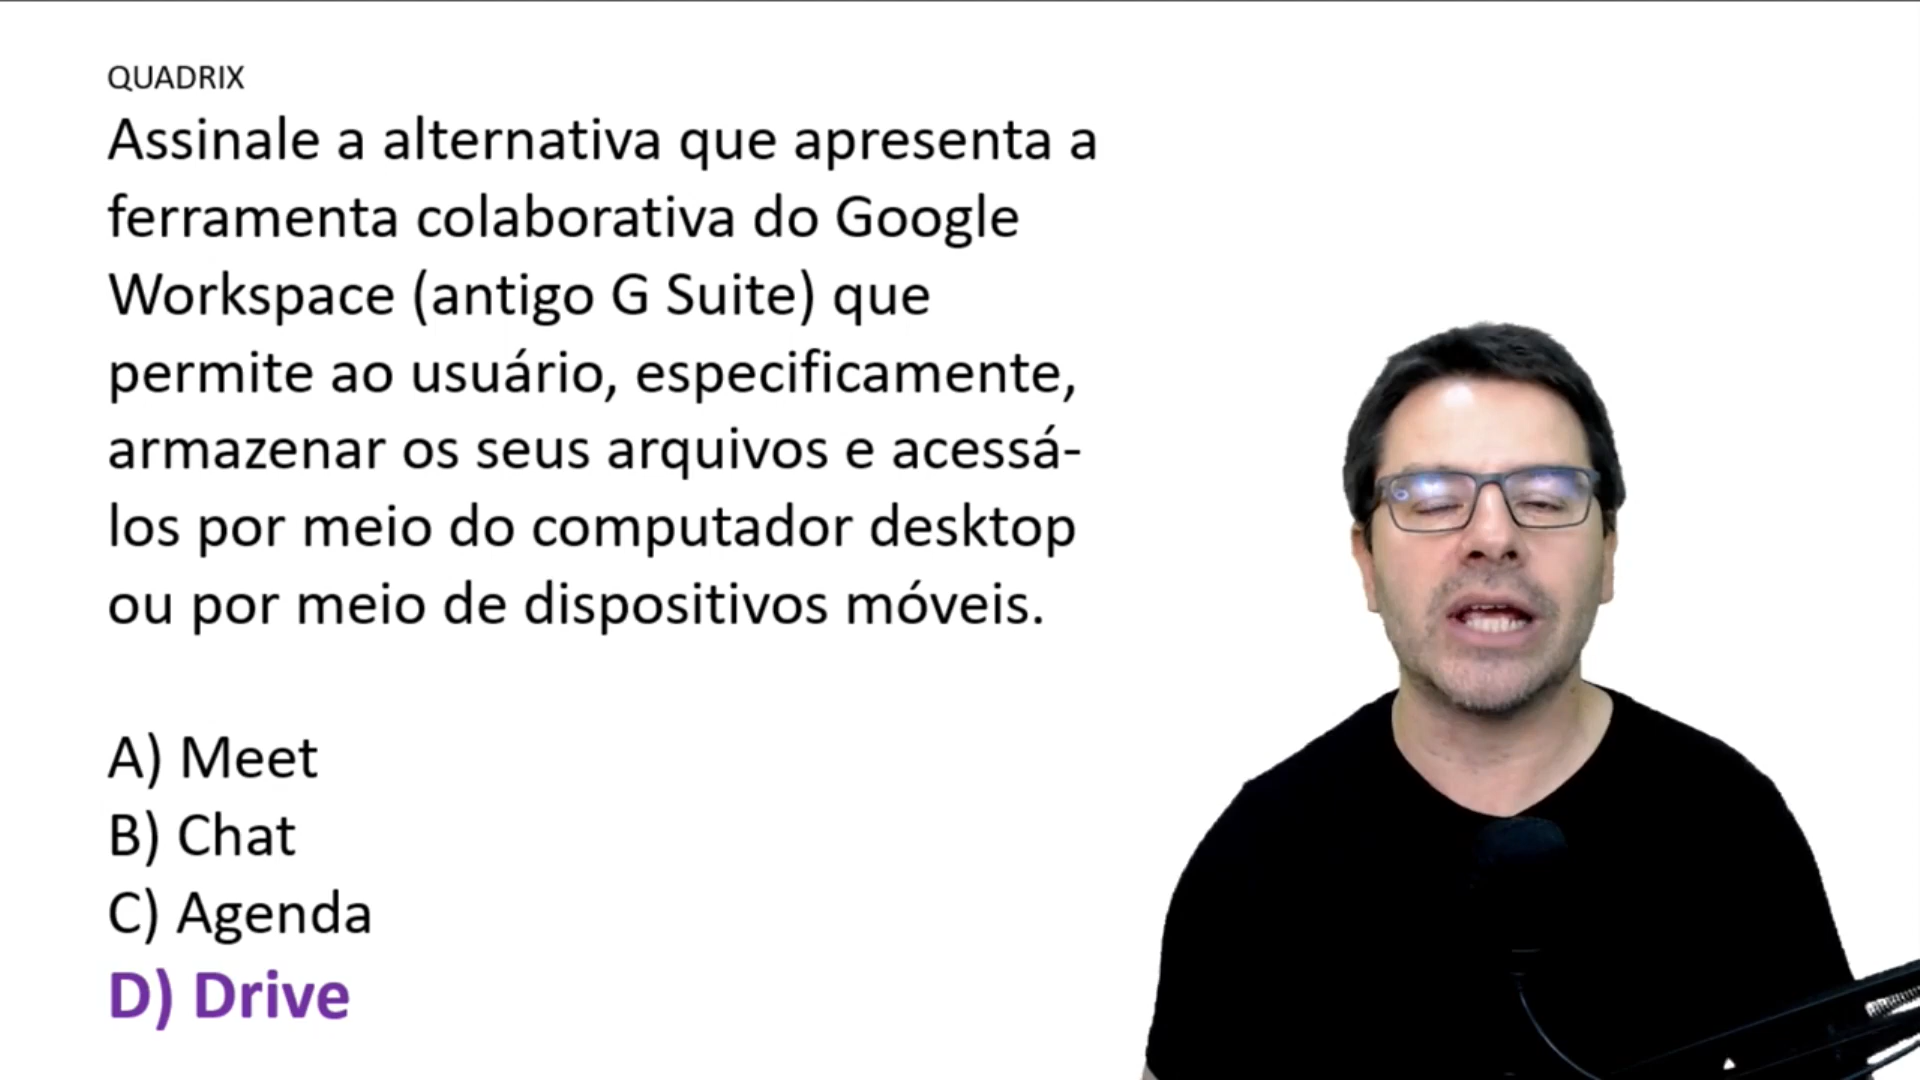 QUADRIX
Assinale a alternativa que apresenta a
ferramenta colaborativa do Google
Workspace (antigo G Suite) que
permite ao usuário, especificamente,
armazenar os seus arquivos e acessá-
los por meio do computador desktop
ou por meio de dispositivos móveis.
A) Meet
B) Chat
C) Agenda
D) Drive